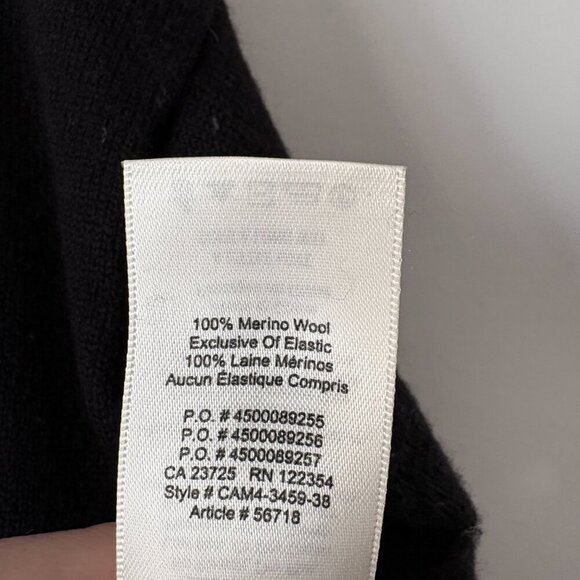 100% Merino Wool
Exclusive Of Elastic
100% Laine Mérinos
Aucun Élastique Compris
P.O. # 4500089255
P.O. # 4500089256
P.O. # 4500089257
CA 23725 RN 122354
Style # CAM4-3459-38
Article # 56718